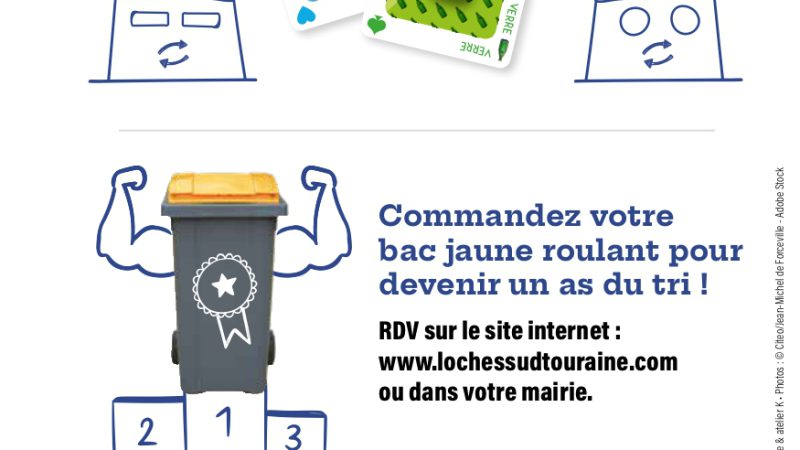 VERRE
VERRE
Commandez votre
bac jaune roulant pour
devenir un as du tri !
RDV sur le site internet :
www.lochessudtouraine.com
ou dans votre mairie.
2
1
3
e & atelier K - Photos : © Citeo/Jean-Michel de Forceville - Adobe Stock